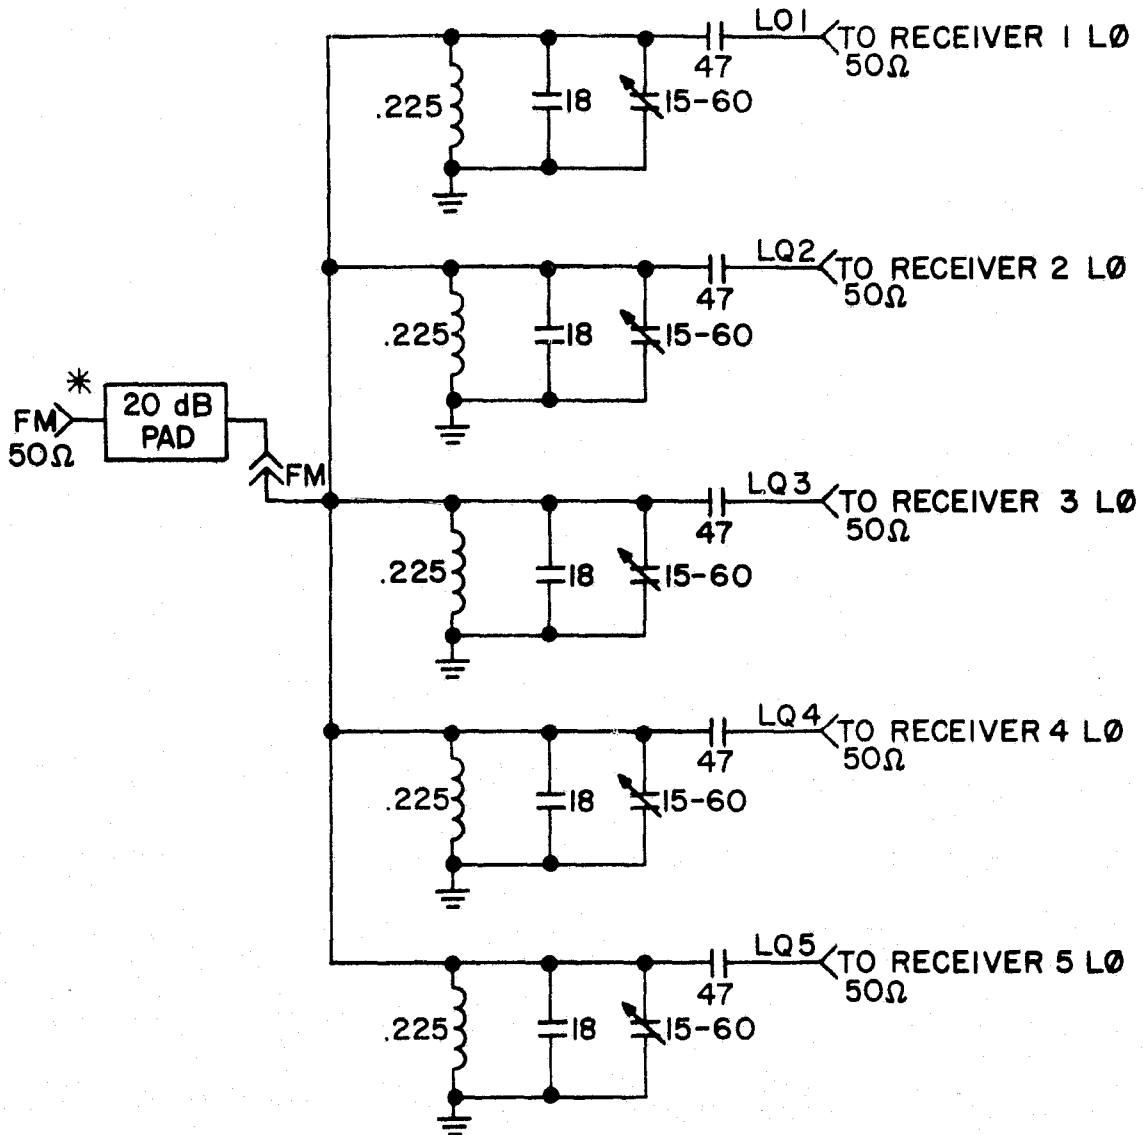 LO1
TO RECEIVER 1 LØ
47
50Ω
.225
18
15-60
LQ2
TO RECEIVER 2 LØ
47
50Ω
.225
18
15-60
*
FM
50Ω
20 dB
PAD
FM
LQ3
TO RECEIVER 3 LØ
47
50Ω
.225
18
15-60
LQ4
TO RECEIVER 4 LØ
47
50Ω
.225
18
15-60
LQ5
TO RECEIVER 5 LØ
47
50Ω
.225
18
15-60